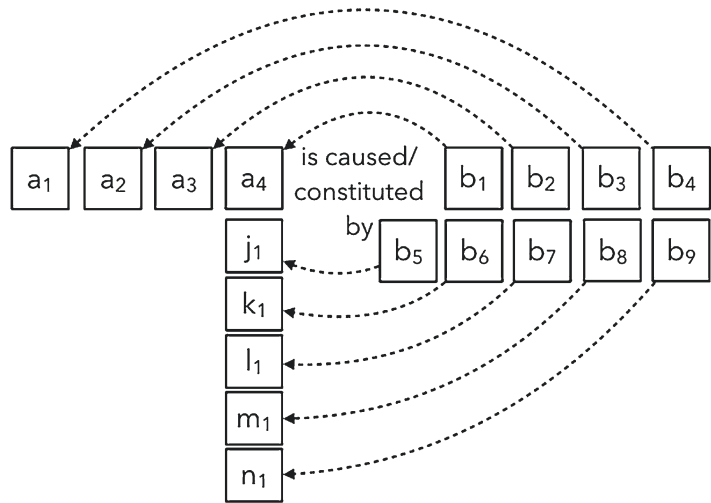 a₁ a₂ a₃ a₄ is caused/ b₁ b₂ b₃ b₄
constituted
by
j₁ b₅ b₆ b₇ b₈ b₉
k₁
l₁
m₁
n₁